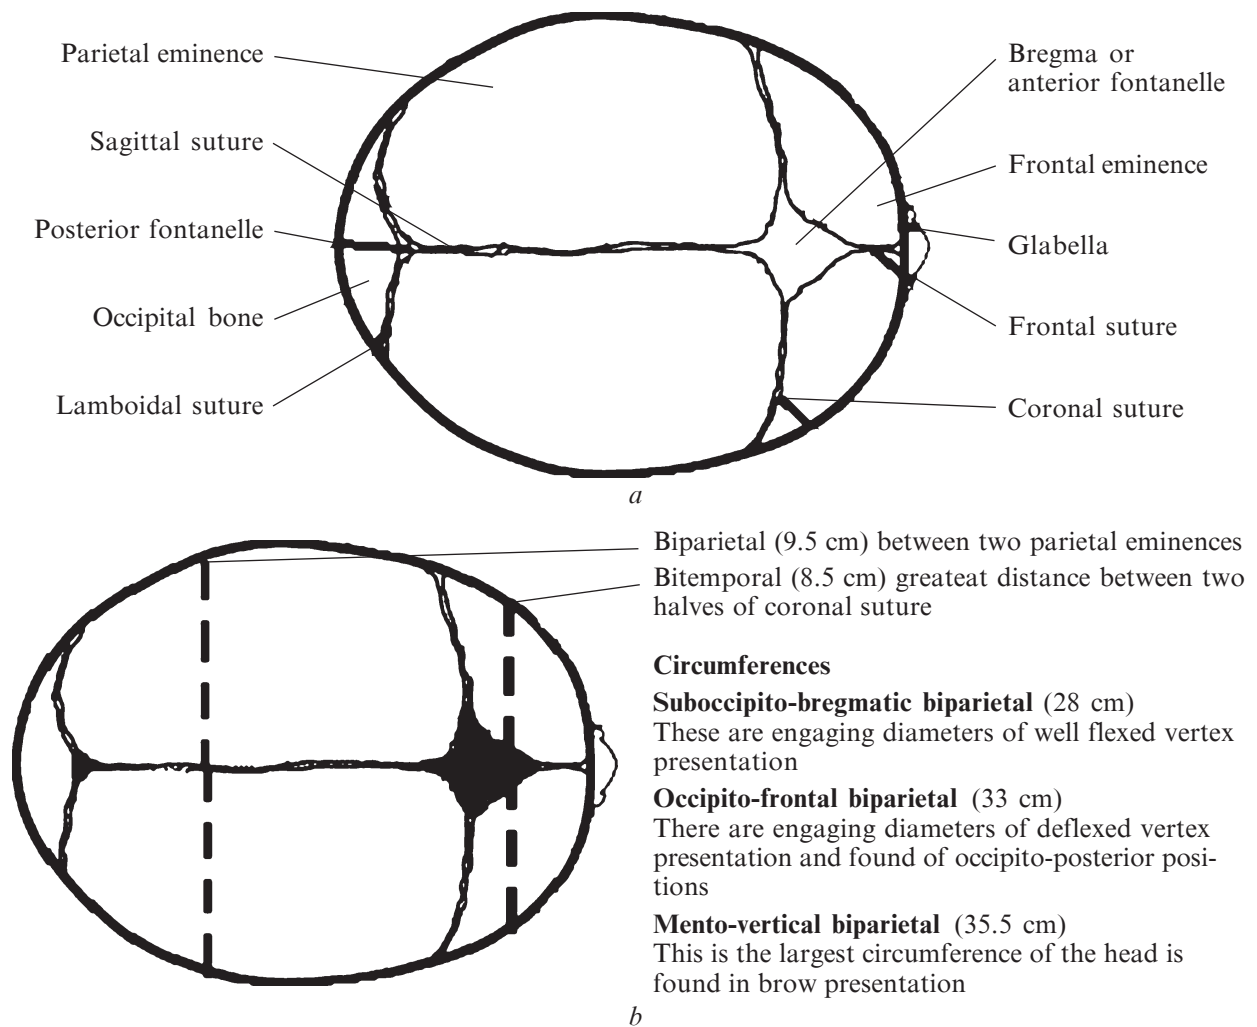 Parietal eminence
Sagittal suture
Posterior fontanelle
Occipital bone
Lamboidal suture
Bregma or
anterior fontanelle
Frontal eminence
Glabella
Frontal suture
Coronal suture
a
Biparietal (9.5 cm) between two parietal eminences
Bitemporal (8.5 cm) greateat distance between two
halves of coronal suture
Circumferences
Suboccipito-bregmatic biparietal (28 cm)
These are engaging diameters of well flexed vertex
presentation
Occipito-frontal biparietal (33 cm)
There are engaging diameters of deflexed vertex
presentation and found of occipito-posterior posi-
tions
Mento-vertical biparietal (35.5 cm)
This is the largest circumference of the head is
found in brow presentation
b